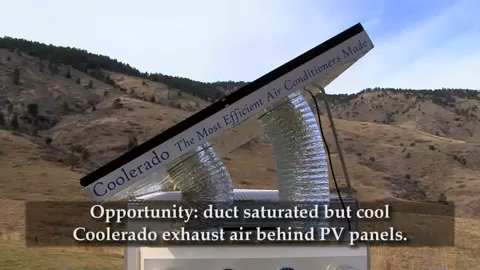 Coolerado The Most Efficient Air Conditioners Made
Opportunity: duct saturated but cool
Coolerado exhaust air behind PV panels.